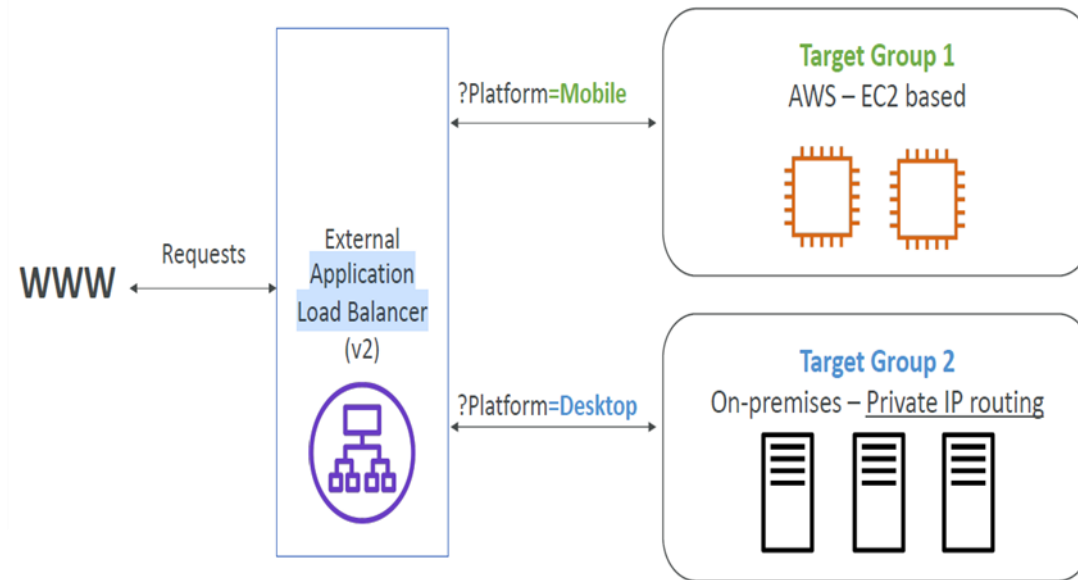 WWW
Requests
External
Application
Load Balancer
(v2)
?Platform=Mobile
Target Group 1
AWS – EC2 based
?Platform=Desktop
Target Group 2
On-premises – Private IP routing